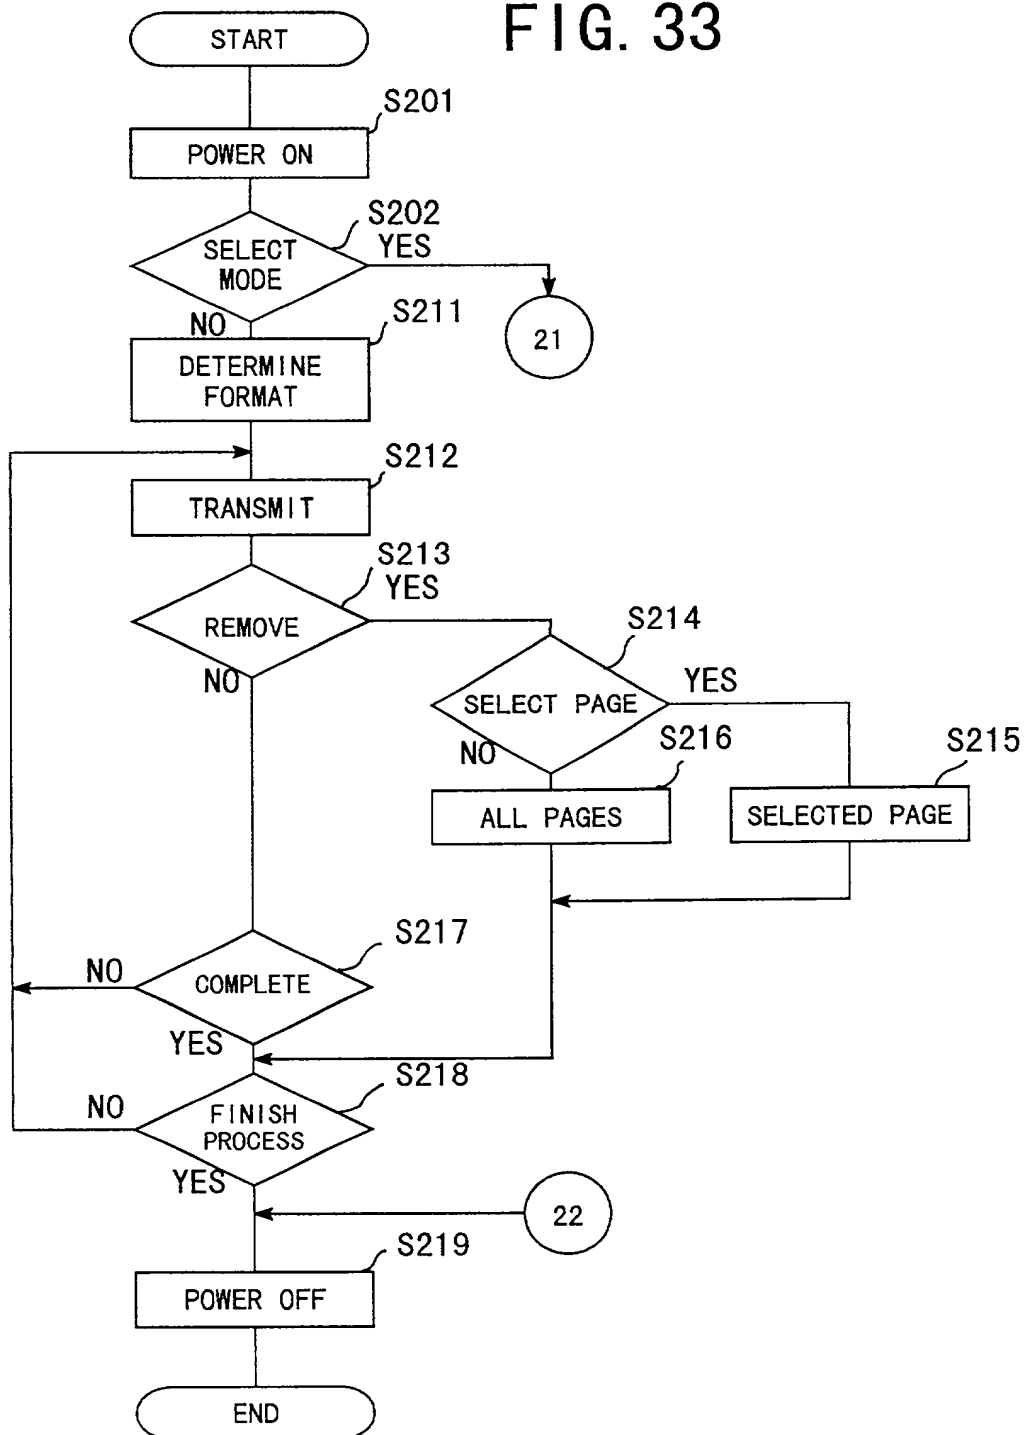 FIG. 33
START
S201
POWER ON
S202
SELECT
MODE
YES
NO
21
S211
DETERMINE
FORMAT
S212
TRANSMIT
S213
YES
REMOVE
NO
S214
SELECT PAGE
YES
NO
S216
ALL PAGES
S215
SELECTED PAGE
S217
COMPLETE
NO
YES
S218
FINISH
PROCESS
NO
YES
22
S219
POWER OFF
END